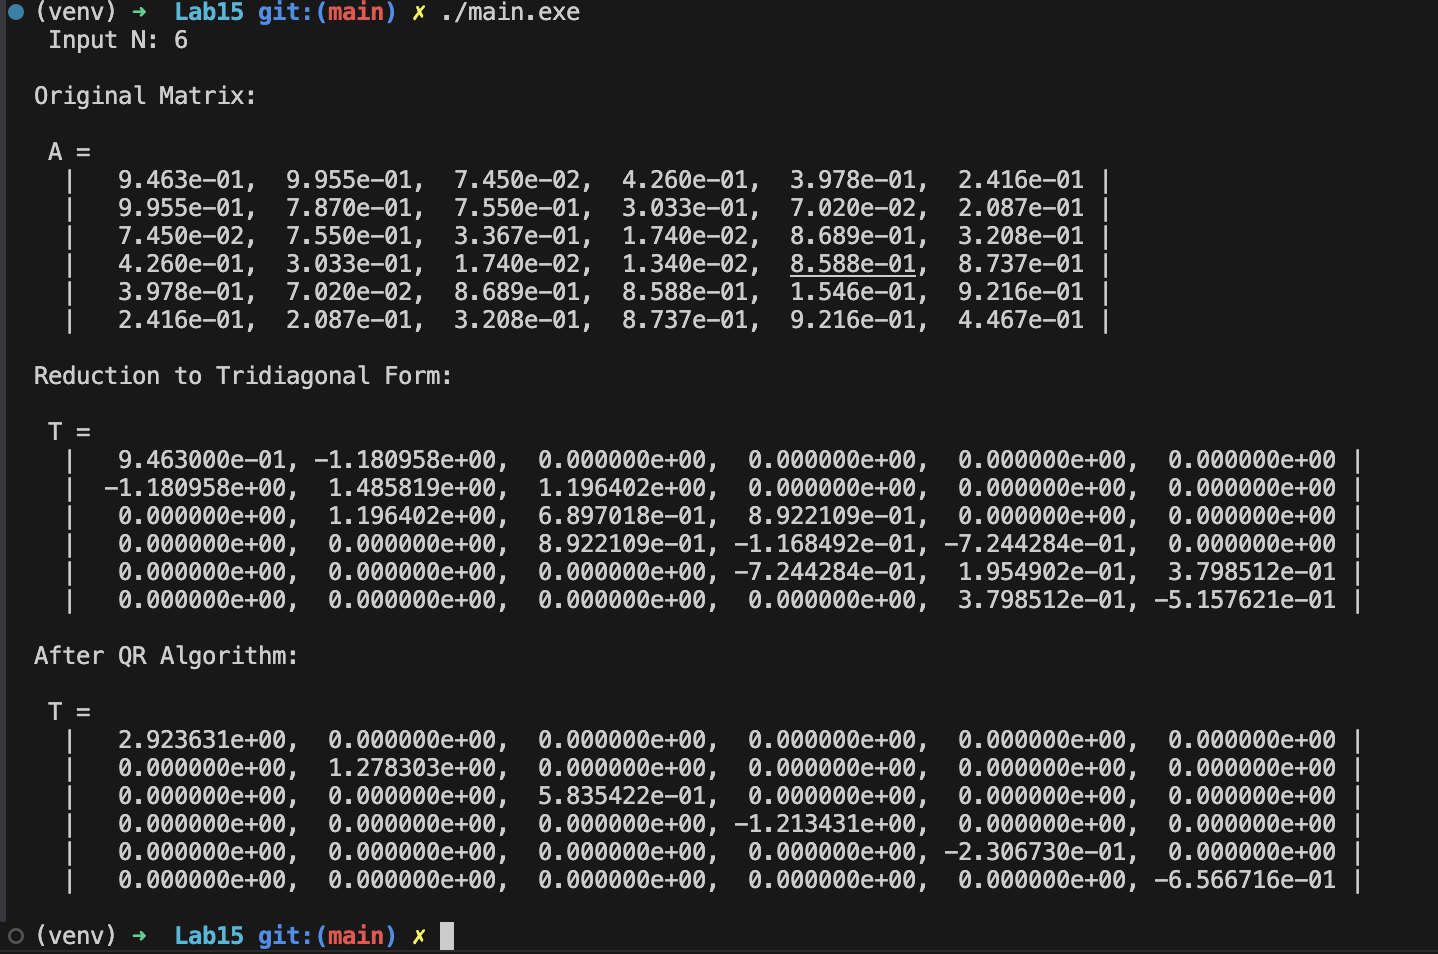 (venv) ➜  Lab15 git:(main) ✗ ./main.exe
 Input N: 6
Original Matrix:
 A =
  |   9.463e-01,  9.955e-01,  7.450e-02,  4.260e-01,  3.978e-01,  2.416e-01 |
  |   9.955e-01,  7.870e-01,  7.550e-01,  3.033e-01,  7.020e-02,  2.087e-01 |
  |   7.450e-02,  7.550e-01,  3.367e-01,  1.740e-02,  8.689e-01,  3.208e-01 |
  |   4.260e-01,  3.033e-01,  1.740e-02,  1.340e-02,  8.588e-01,  8.737e-01 |
  |   3.978e-01,  7.020e-02,  8.689e-01,  8.588e-01,  1.546e-01,  9.216e-01 |
  |   2.416e-01,  2.087e-01,  3.208e-01,  8.737e-01,  9.216e-01,  4.467e-01 |
Reduction to Tridiagonal Form:
 T =
  |   9.463000e-01, -1.180958e+00,  0.000000e+00,  0.000000e+00,  0.000000e+00,  0.000000e+00 |
  |  -1.180958e+00,  1.485819e+00,  1.196402e+00,  0.000000e+00,  0.000000e+00,  0.000000e+00 |
  |   0.000000e+00,  1.196402e+00,  6.897018e-01,  8.922109e-01,  0.000000e+00,  0.000000e+00 |
  |   0.000000e+00,  0.000000e+00,  8.922109e-01, -1.168492e-01, -7.244284e-01,  0.000000e+00 |
  |   0.000000e+00,  0.000000e+00,  0.000000e+00, -7.244284e-01,  1.954902e-01,  3.798512e-01 |
  |   0.000000e+00,  0.000000e+00,  0.000000e+00,  0.000000e+00,  3.798512e-01, -5.157621e-01 |
After QR Algorithm:
 T =
  |   2.923631e+00,  0.000000e+00,  0.000000e+00,  0.000000e+00,  0.000000e+00,  0.000000e+00 |
  |   0.000000e+00,  1.278303e+00,  0.000000e+00,  0.000000e+00,  0.000000e+00,  0.000000e+00 |
  |   0.000000e+00,  0.000000e+00,  5.835422e-01,  0.000000e+00,  0.000000e+00,  0.000000e+00 |
  |   0.000000e+00,  0.000000e+00,  0.000000e+00, -1.213431e+00,  0.000000e+00,  0.000000e+00 |
  |   0.000000e+00,  0.000000e+00,  0.000000e+00,  0.000000e+00, -2.306730e-01,  0.000000e+00 |
  |   0.000000e+00,  0.000000e+00,  0.000000e+00,  0.000000e+00,  0.000000e+00, -6.566716e-01 |
(venv) ➜  Lab15 git:(main) ✗